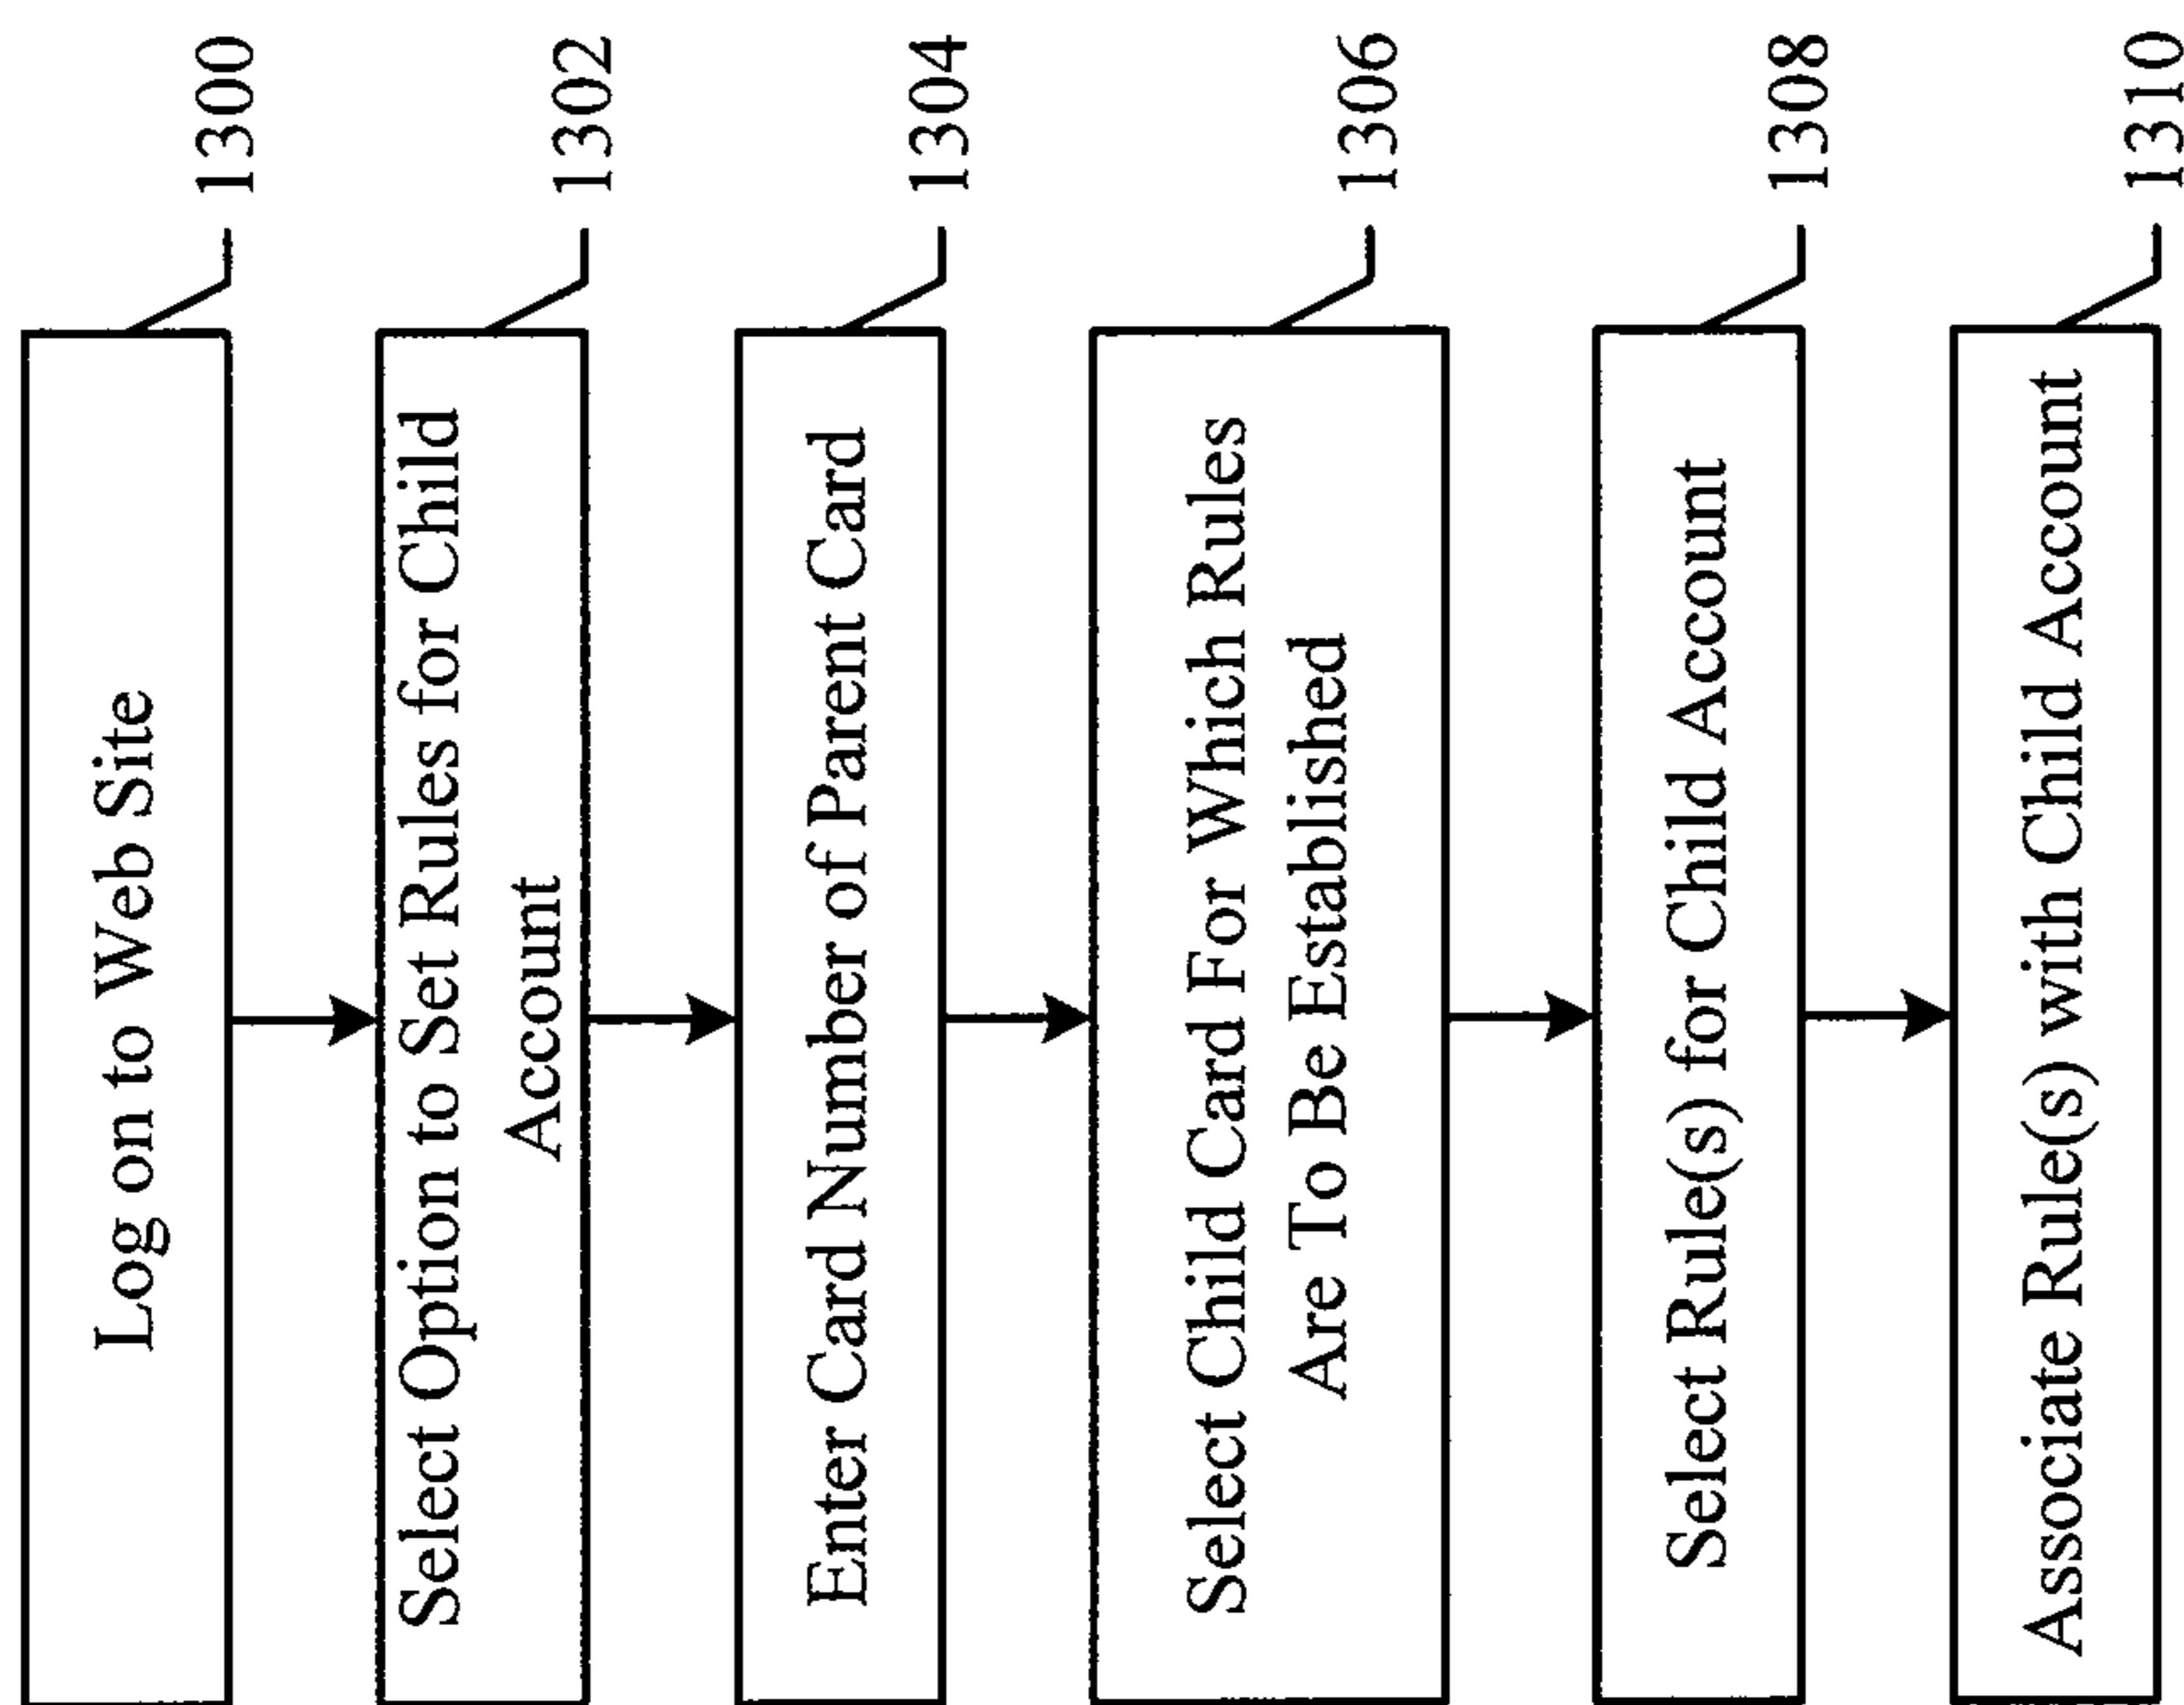 Log on to Web Site
1300
Select Option to Set Rules for Child
Account
1302
Enter Card Number of Parent Card
1304
Select Child Card For Which Rules
Are To Be Established
1306
Select Rule(s) for Child Account
1308
Associate Rule(s) with Child Account
1310